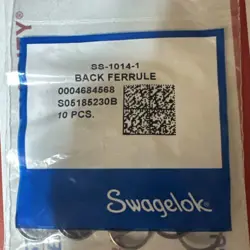 SS-1014-1
BACK FERRULE
0004684568
S05185230B
10 PCS.
Swagelok